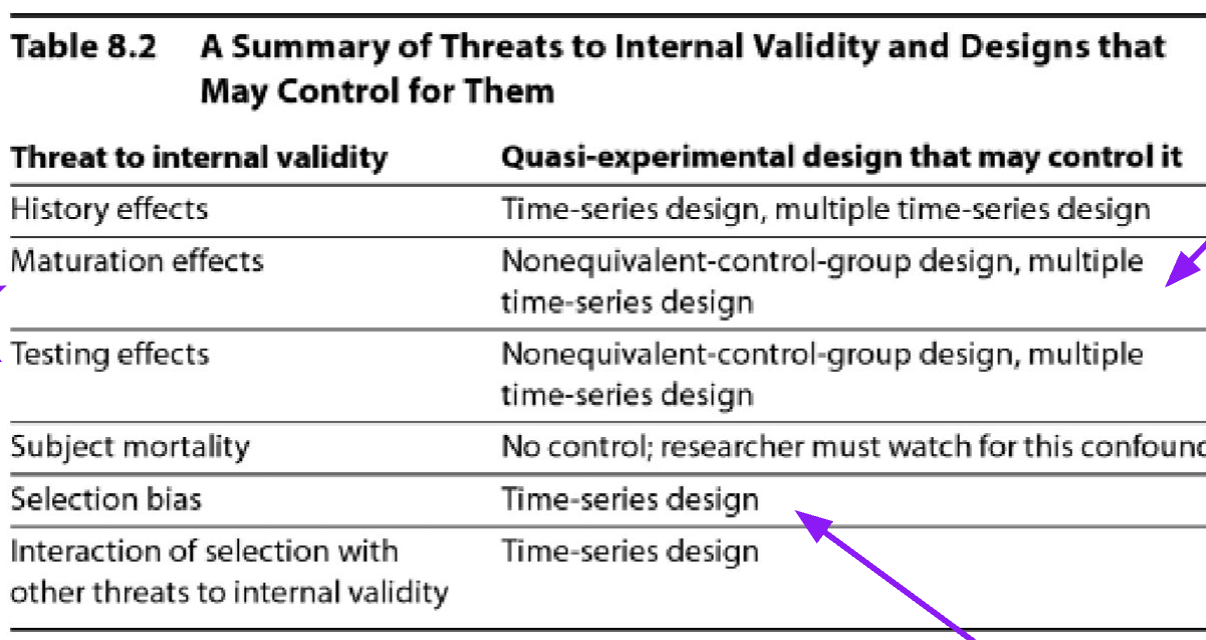 Table 8.2 A Summary of Threats to Internal Validity and Designs that
May Control for Them
Threat to internal validity Quasi-experimental design that may control it
History effects Time-series design, multiple time-series design
Maturation effects Nonequivalent-control-group design, multiple
time-series design
Testing effects Nonequivalent-control-group design, multiple
time-series design
Subject mortality No control; researcher must watch for this confound
Selection bias Time-series design
Interaction of selection with Time-series design
other threats to internal validity